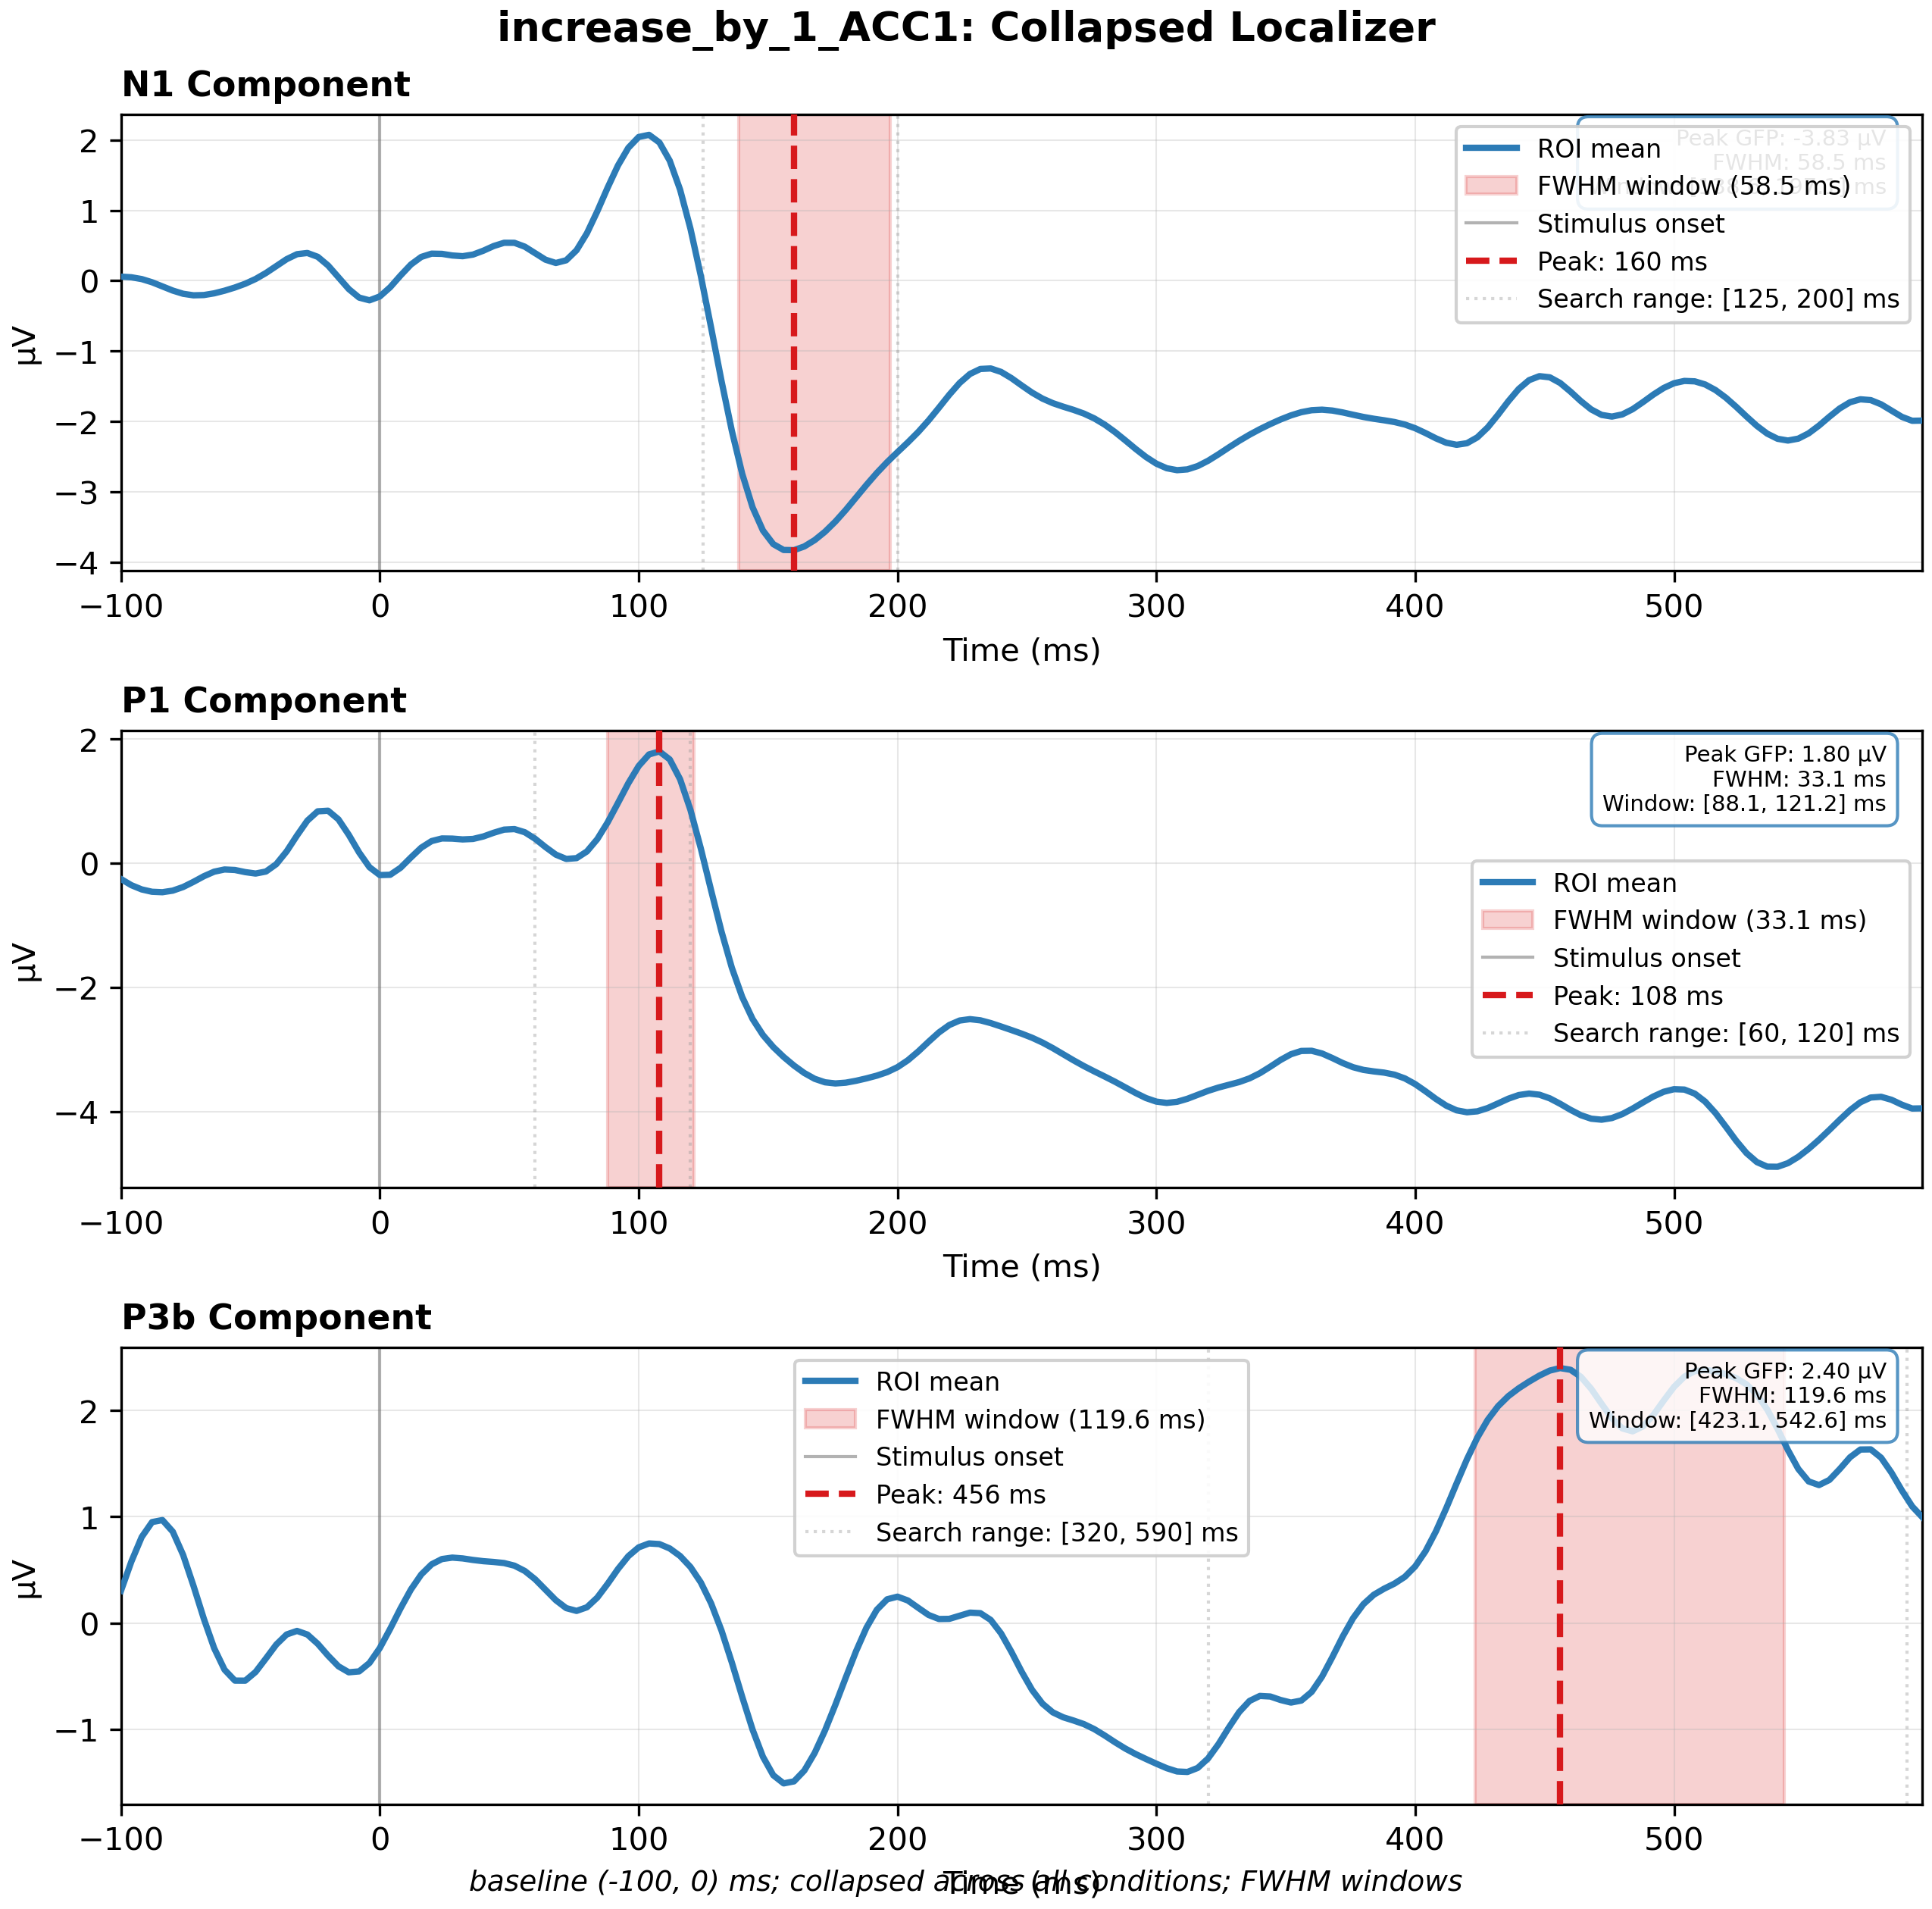 increase_by_1_ACC1: Collapsed Localizer
N1 Component
2
1
0
−1
−2
−3
−4
µV
Peak GFP: -3.83 µV
FWHM: 58.5 ms
ms
ROI mean
FWHM window (58.5 ms)
Stimulus onset
Peak: 160 ms
Search range: [125, 200] ms
−100
0
100
200
300
400
500
Time (ms)
P1 Component
2
0
−2
−4
µV
Peak GFP: 1.80 µV
FWHM: 33.1 ms
Window: [88.1, 121.2] ms
ROI mean
FWHM window (33.1 ms)
Stimulus onset
Peak: 108 ms
Search range: [60, 120] ms
−100
0
100
200
300
400
500
Time (ms)
P3b Component
2
1
0
−1
µV
ROI mean
FWHM window (119.6 ms)
Stimulus onset
Peak: 456 ms
Search range: [320, 590] ms
Peak GFP: 2.40 µV
FWHM: 119.6 ms
Window: [423.1, 542.6] ms
−100
0
100
200
300
400
500
Time (ms)
baseline (-100, 0) ms; collapsed across all conditions; FWHM windows